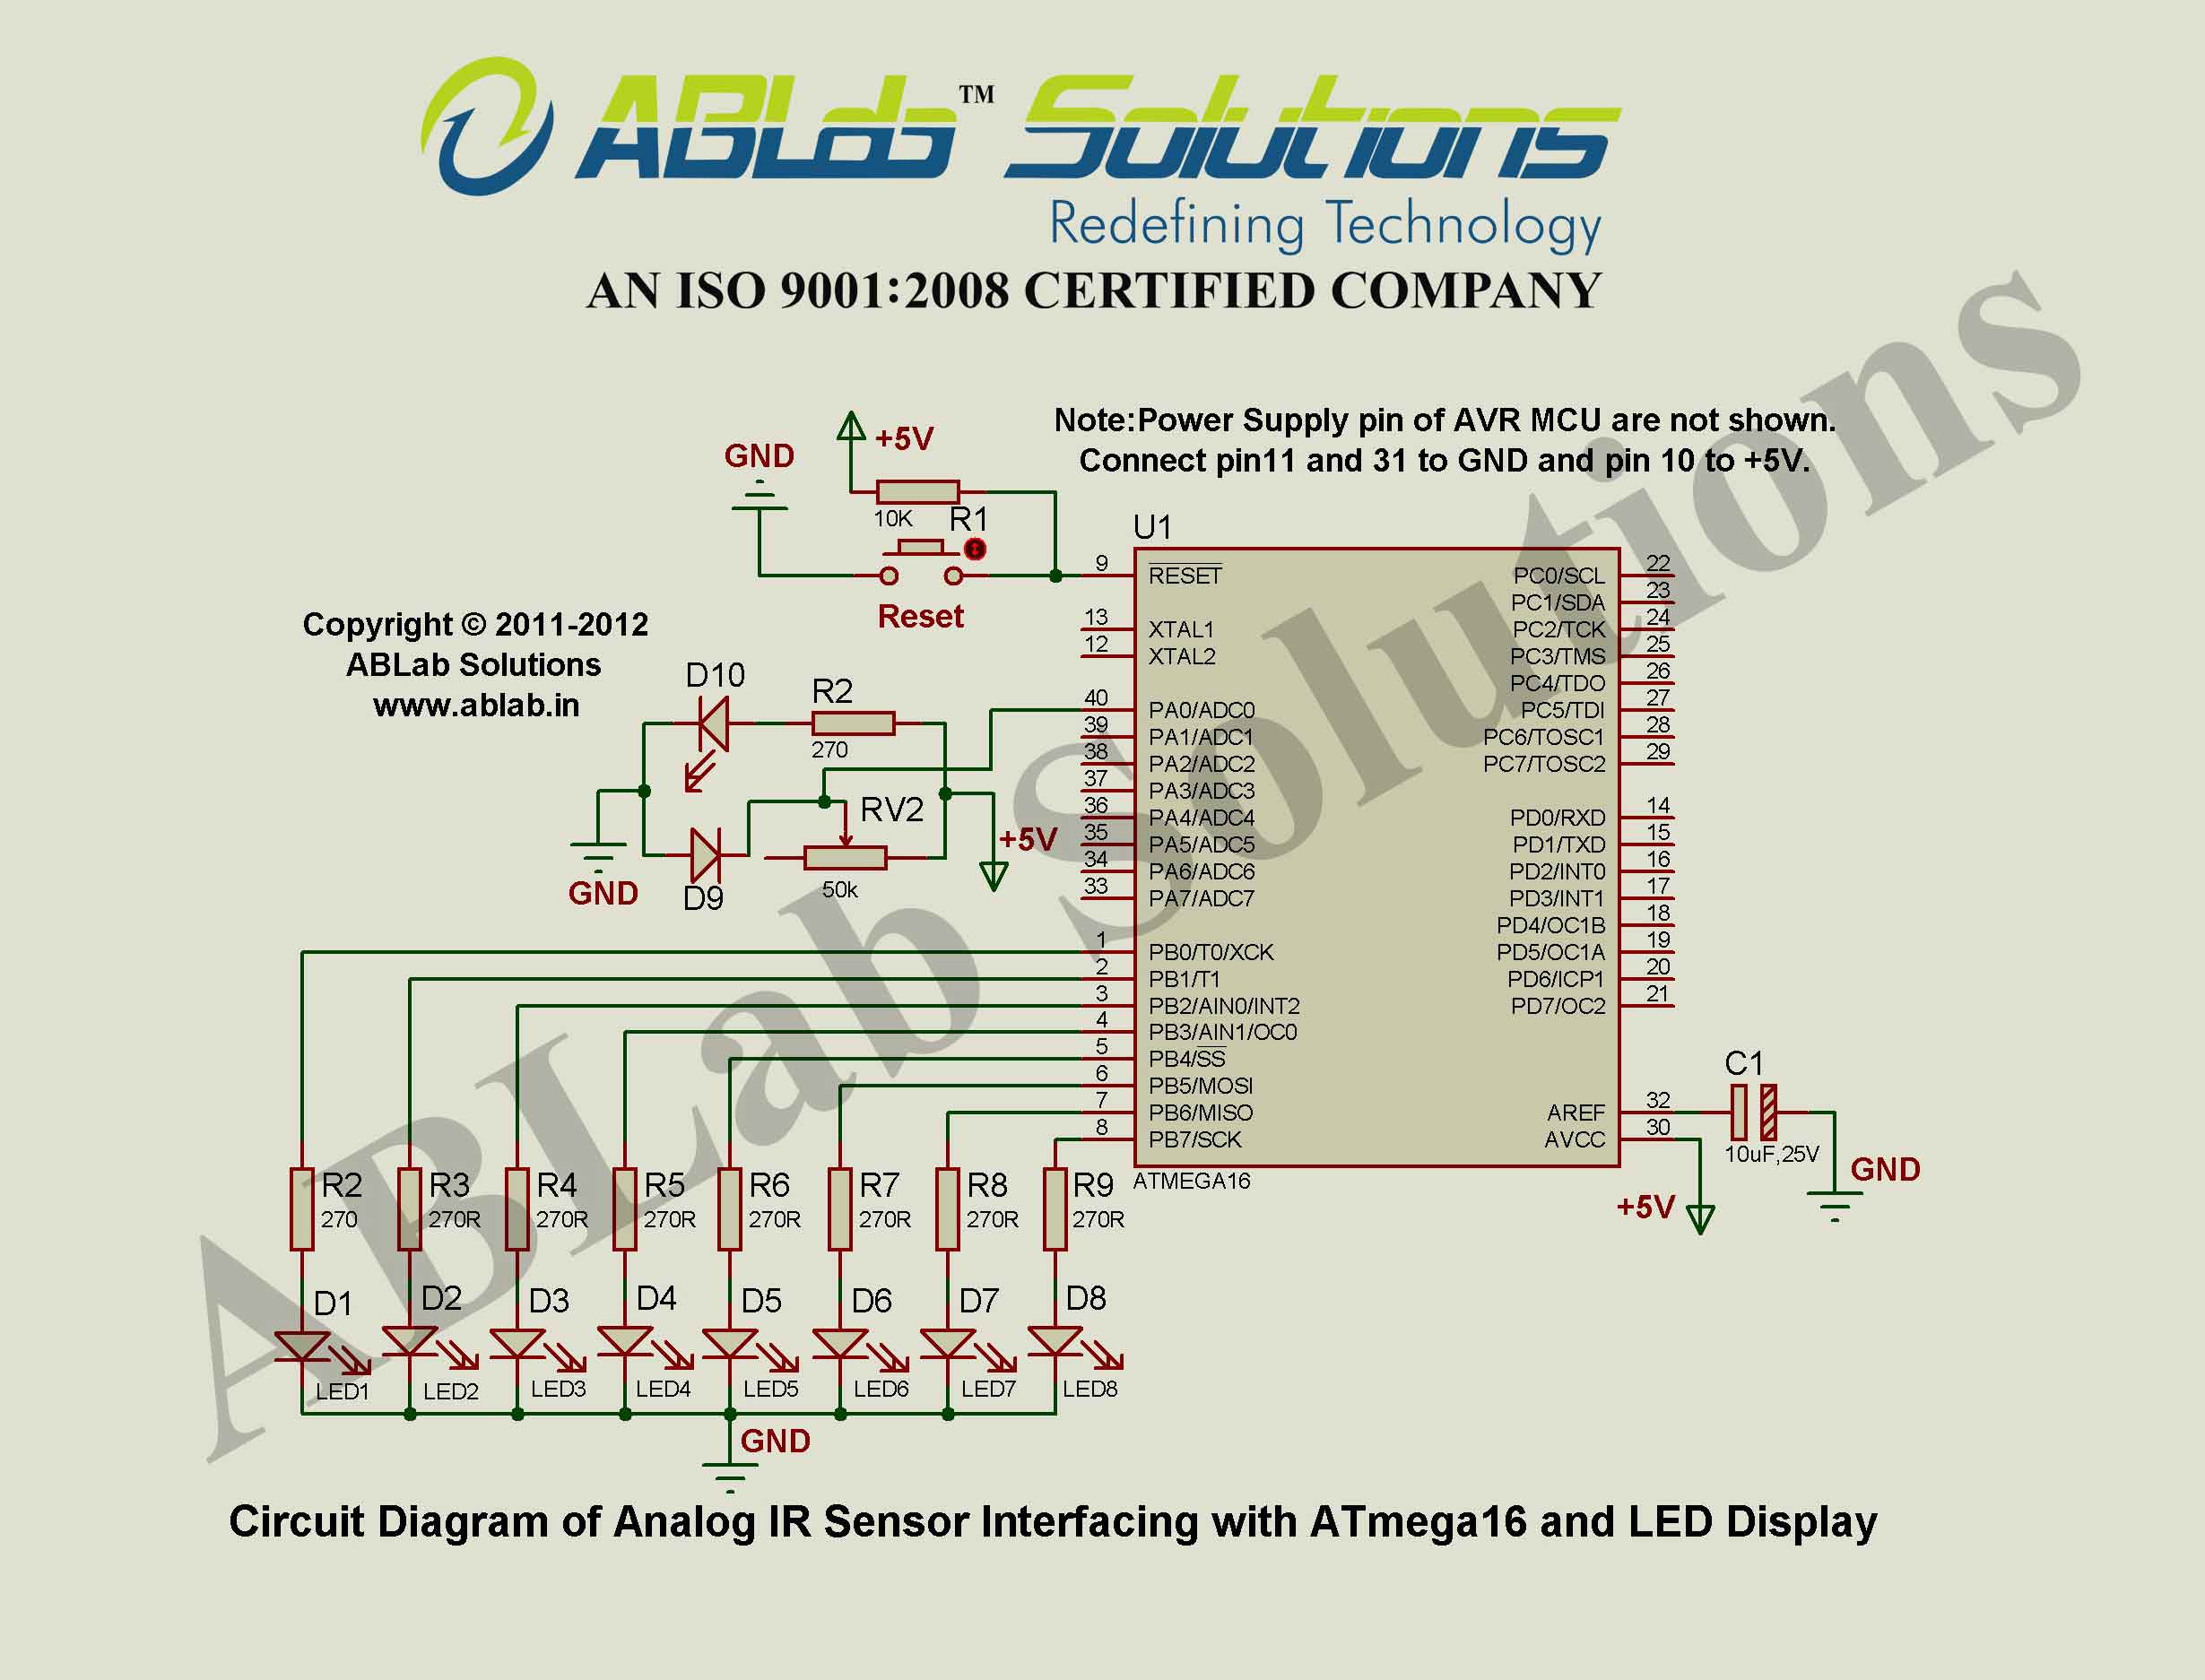 ABLab™ Solutions
Redefining Technology
AN ISO 9001:2008 CERTIFIED COMPANY
Note:Power Supply pin of AVR MCU are not shown.
Connect pin11 and 31 to GND and pin 10 to +5V.
GND
+5V
10K
R1
Reset
Copyright © 2011-2012
ABLab Solutions
www.ablab.in
D10
R2
270
RV2
50k
+5V
D9
GND
U1
9 RESET
13 XTAL1
12 XTAL2
40 PA0/ADC0
39 PA1/ADC1
38 PA2/ADC2
37 PA3/ADC3
36 PA4/ADC4
35 PA5/ADC5
34 PA6/ADC6
33 PA7/ADC7
1 PB0/T0/XCK
2 PB1/T1
3 PB2/AIN0/INT2
4 PB3/AIN1/OC0
5 PB4/SS
6 PB5/MOSI
7 PB6/MISO
8 PB7/SCK
PC0/SCL 22
PC1/SDA 23
PC2/TCK 24
PC3/TMS 25
PC4/TDO 26
PC5/TDI 27
PC6/TOSC1 28
PC7/TOSC2 29
PD0/RXD 14
PD1/TXD 15
PD2/INT0 16
PD3/INT1 17
PD4/OC1B 18
PD5/OC1A 19
PD6/ICP1 20
PD7/OC2 21
AREF 32
AVCC 30
ATMEGA16
C1
10uF,25V
GND
+5V
R2 R3 R4 R5 R6 R7 R8 R9
270 270R 270R 270R 270R 270R 270R 270R
D1 D2 D3 D4 D5 D6 D7 D8
LED1 LED2 LED3 LED4 LED5 LED6 LED7 LED8
GND
Circuit Diagram of Analog IR Sensor Interfacing with ATmega16 and LED Display
ABLab Solutions